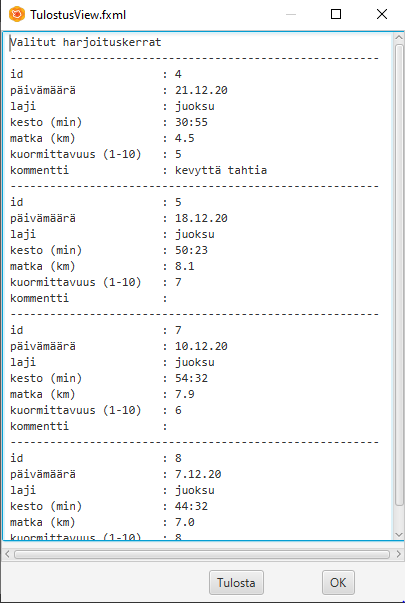 TulostusView.fxml
Valitut harjoituskerrat
--------------------------------------------------------
id : 4
päivämäärä : 21.12.20
laji : juoksu
kesto (min) : 30:55
matka (km) : 4.5
kuormittavuus (1-10) : 5
kommentti : kevyttä tahtia
--------------------------------------------------------
id : 5
päivämäärä : 18.12.20
laji : juoksu
kesto (min) : 50:23
matka (km) : 8.1
kuormittavuus (1-10) : 7
kommentti :
--------------------------------------------------------
id : 7
päivämäärä : 10.12.20
laji : juoksu
kesto (min) : 54:32
matka (km) : 7.9
kuormittavuus (1-10) : 6
kommentti :
--------------------------------------------------------
id : 8
päivämäärä : 7.12.20
laji : juoksu
kesto (min) : 44:32
matka (km) : 7.0
kuormittavuus (1-10) : 8
Tulosta OK